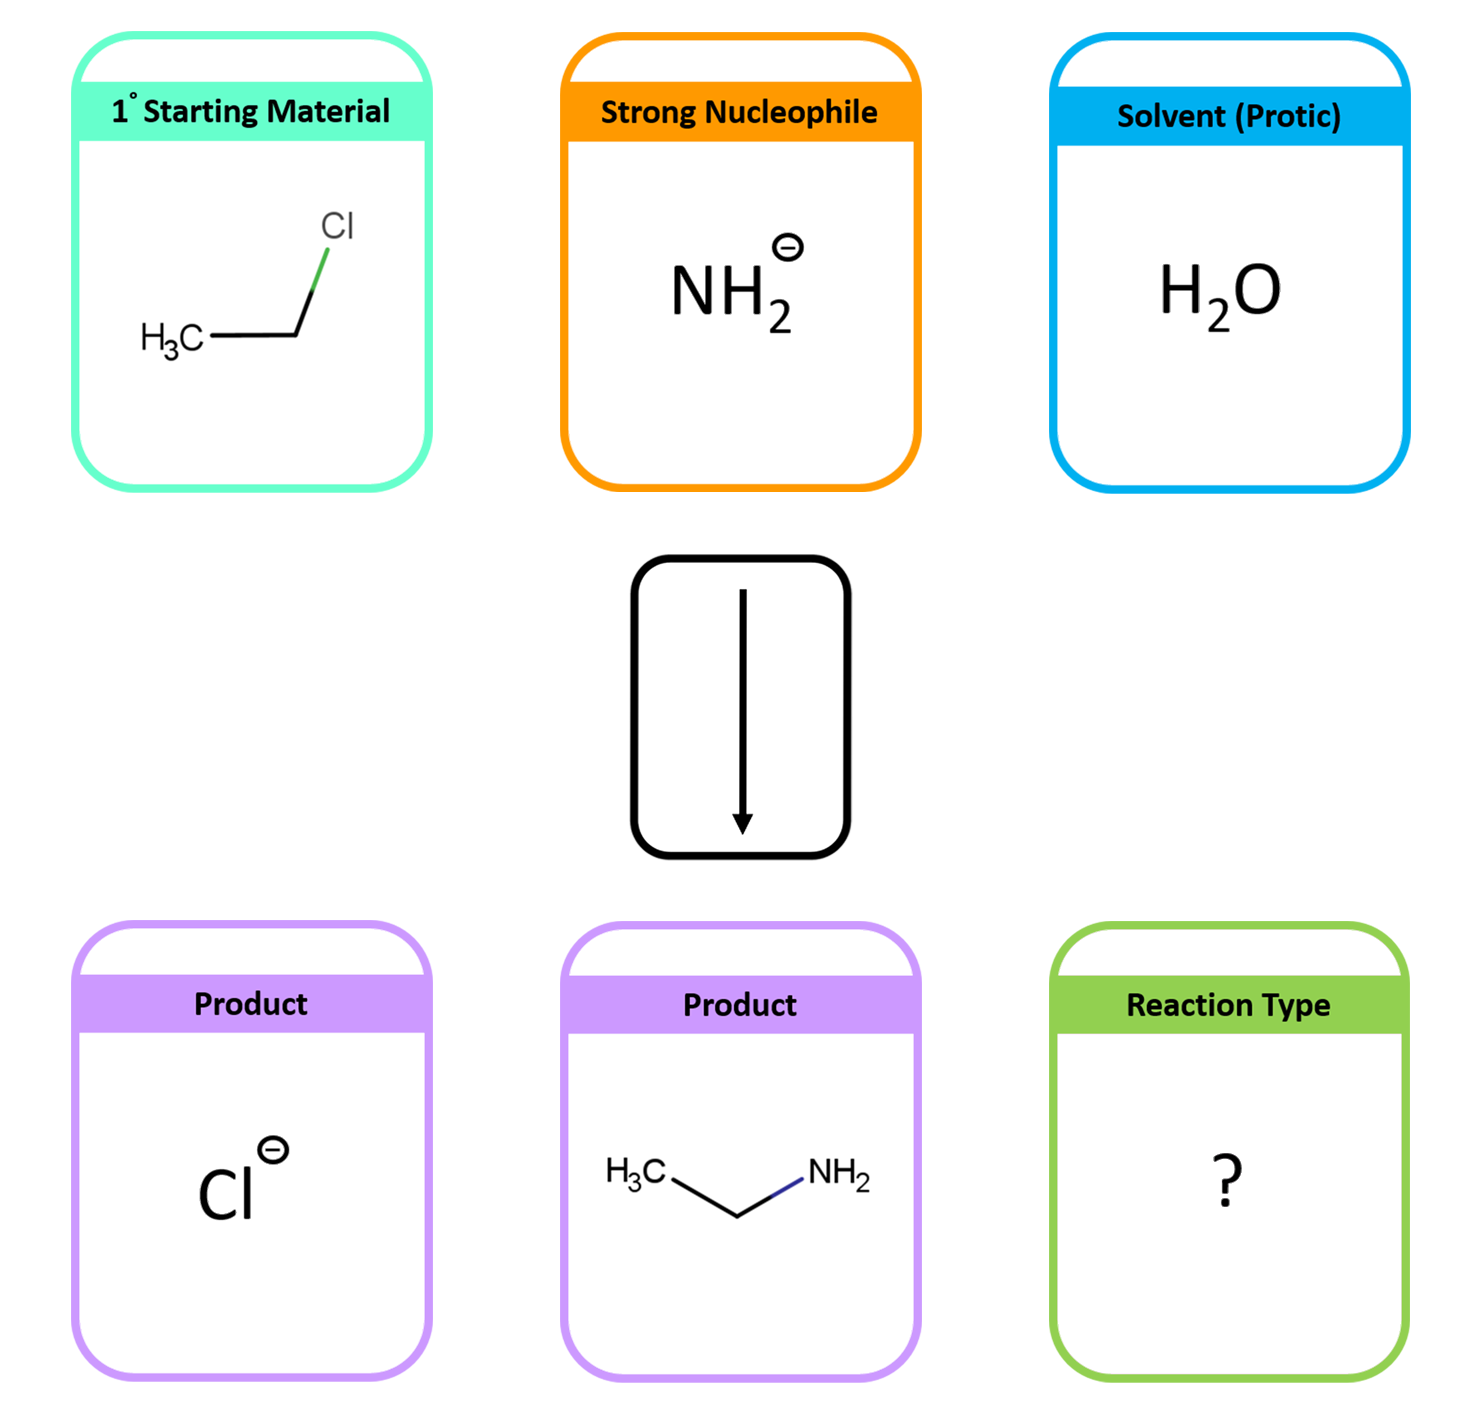 1° Starting Material
Cl
H₃C
Strong Nucleophile
NH₂⊖
Solvent (Protic)
H₂O
Product
Cl⊖
Product
H₃C NH₂
Reaction Type
?